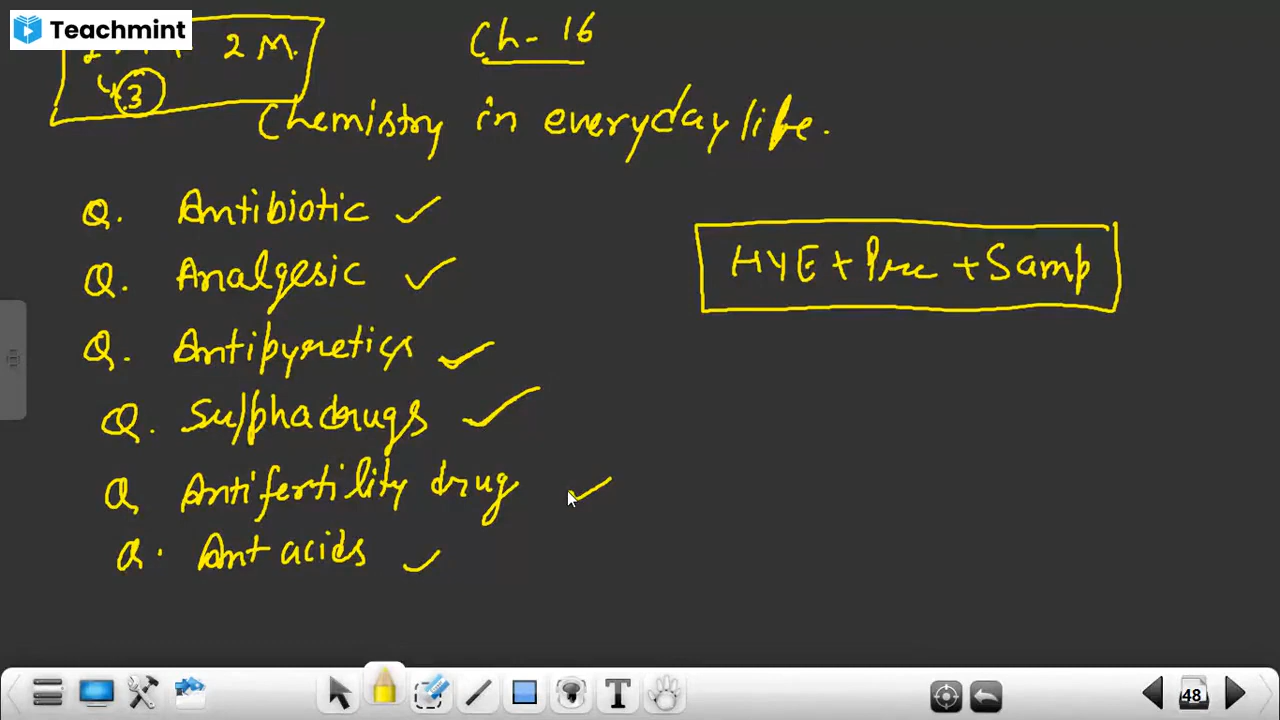 Teachmint
2 M.
3
Ch- 16
Chemistry in everyday life.
Q. Antibiotic
Q. Analgesic
Q. Antipyretics
Q. Sulphadrugs
Q Antifertility drug
Q. Antacids
HYE + Pre + Samp
T
48